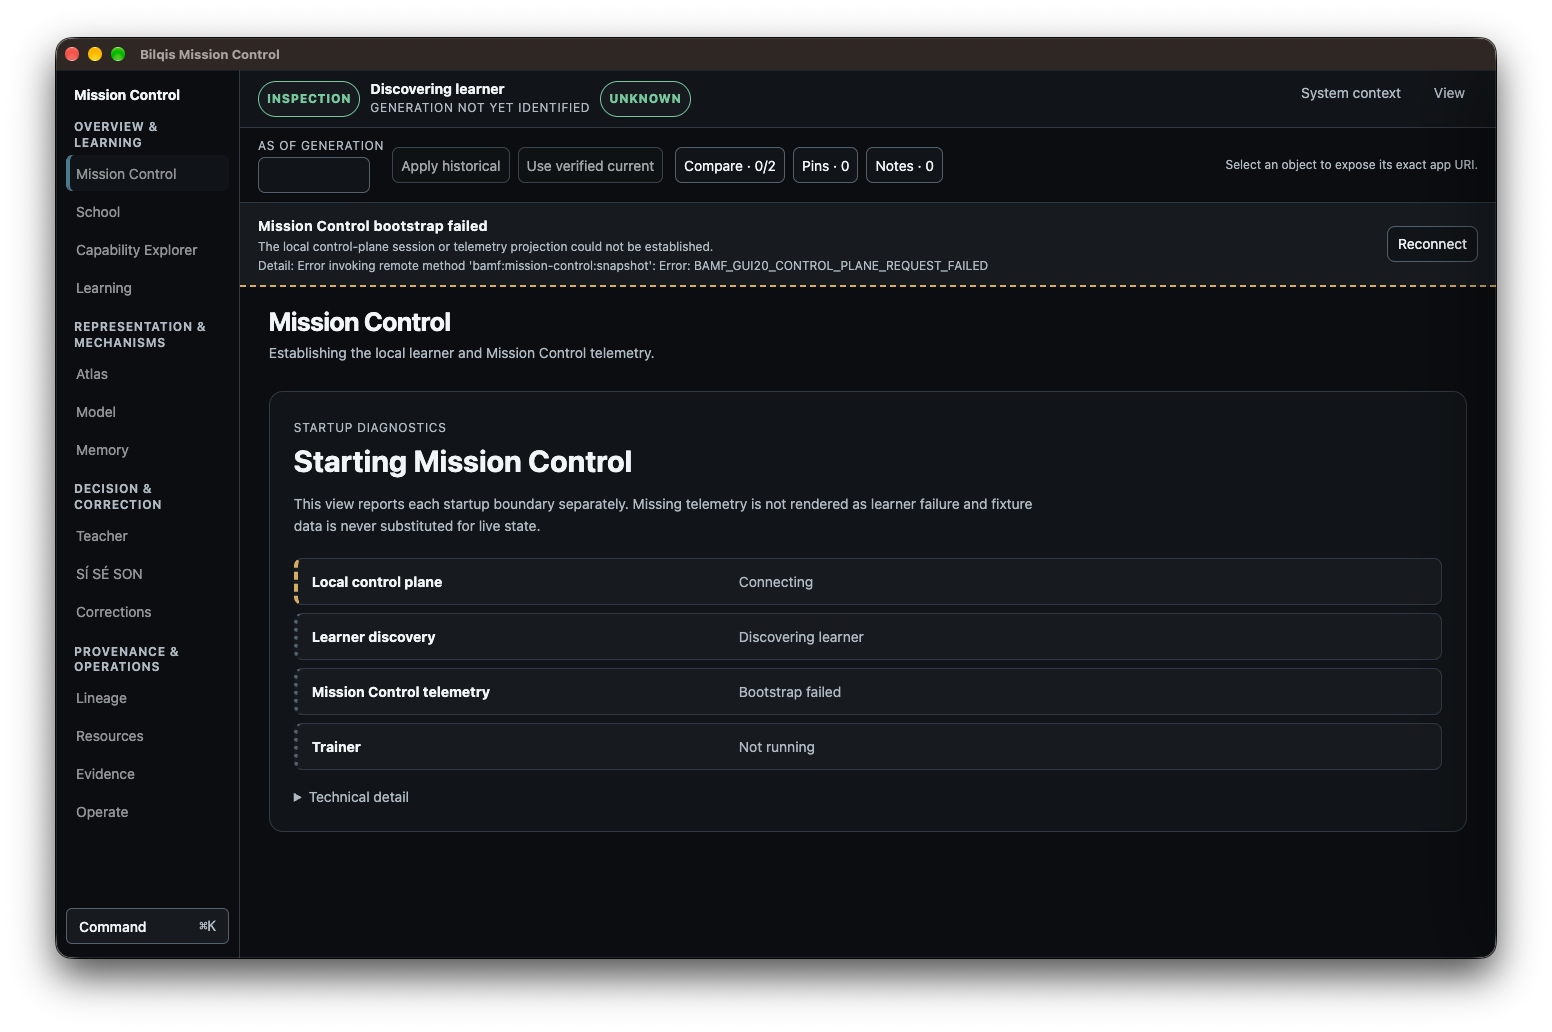 Bilqis Mission Control
Mission Control
OVERVIEW &
LEARNING
Mission Control
School
Capability Explorer
Learning
REPRESENTATION &
MECHANISMS
Atlas
Model
Memory
DECISION &
CORRECTION
Teacher
SÍ SÉ SON
Corrections
PROVENANCE &
OPERATIONS
Lineage
Resources
Evidence
Operate
Command ⌘K
INSPECTION
Discovering learner
GENERATION NOT YET IDENTIFIED
UNKNOWN
System context
View
AS OF GENERATION
Apply historical
Use verified current
Compare · 0/2
Pins · 0
Notes · 0
Select an object to expose its exact app URI.
Mission Control bootstrap failed
The local control-plane session or telemetry projection could not be established.
Detail: Error invoking remote method 'bamf:mission-control:snapshot': Error: BAMF_GUI20_CONTROL_PLANE_REQUEST_FAILED
Reconnect
Mission Control
Establishing the local learner and Mission Control telemetry.
STARTUP DIAGNOSTICS
Starting Mission Control
This view reports each startup boundary separately. Missing telemetry is not rendered as learner failure and fixture
data is never substituted for live state.
Local control plane Connecting
Learner discovery Discovering learner
Mission Control telemetry Bootstrap failed
Trainer Not running
▶ Technical detail